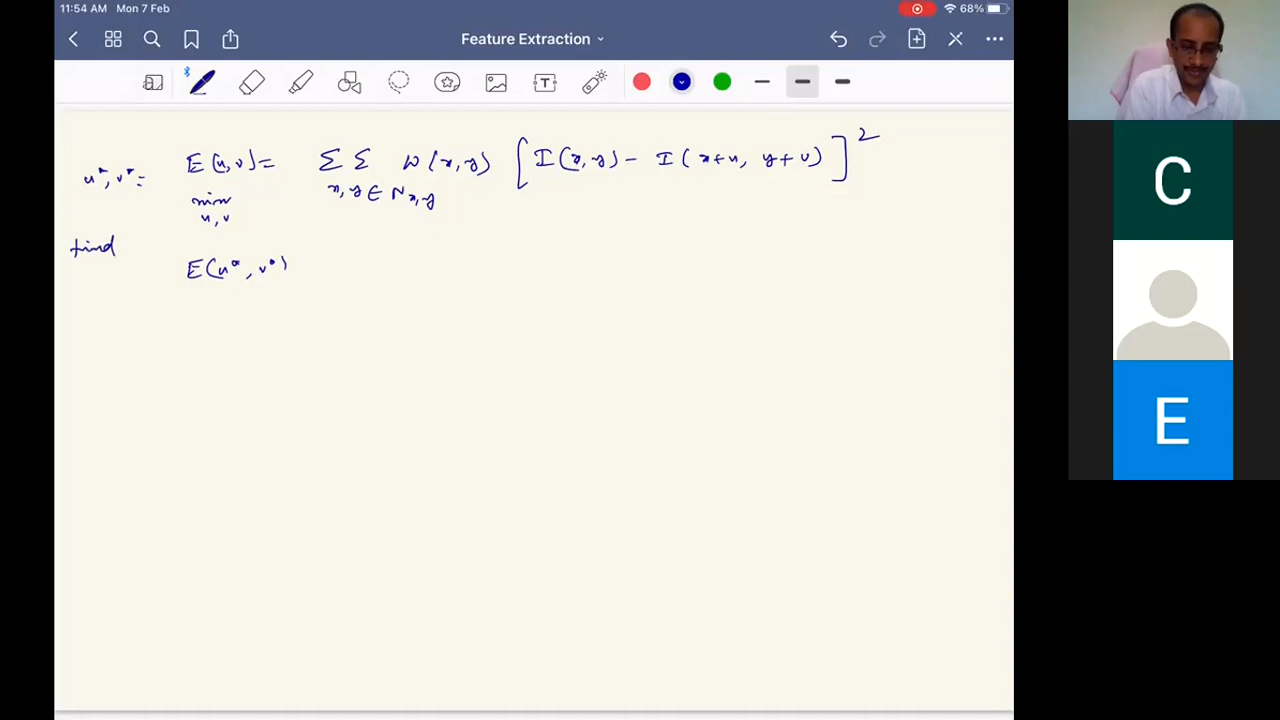 11:54 AM Mon 7 Feb 68%
Feature Extraction
T
u*, v* = E(u,v) = Σ Σ W(x,y) [I(x,y) - I(x+u, y+v)]²
min x,y ∈ N x,y
u, v
find
E(u*, v*)
C
E